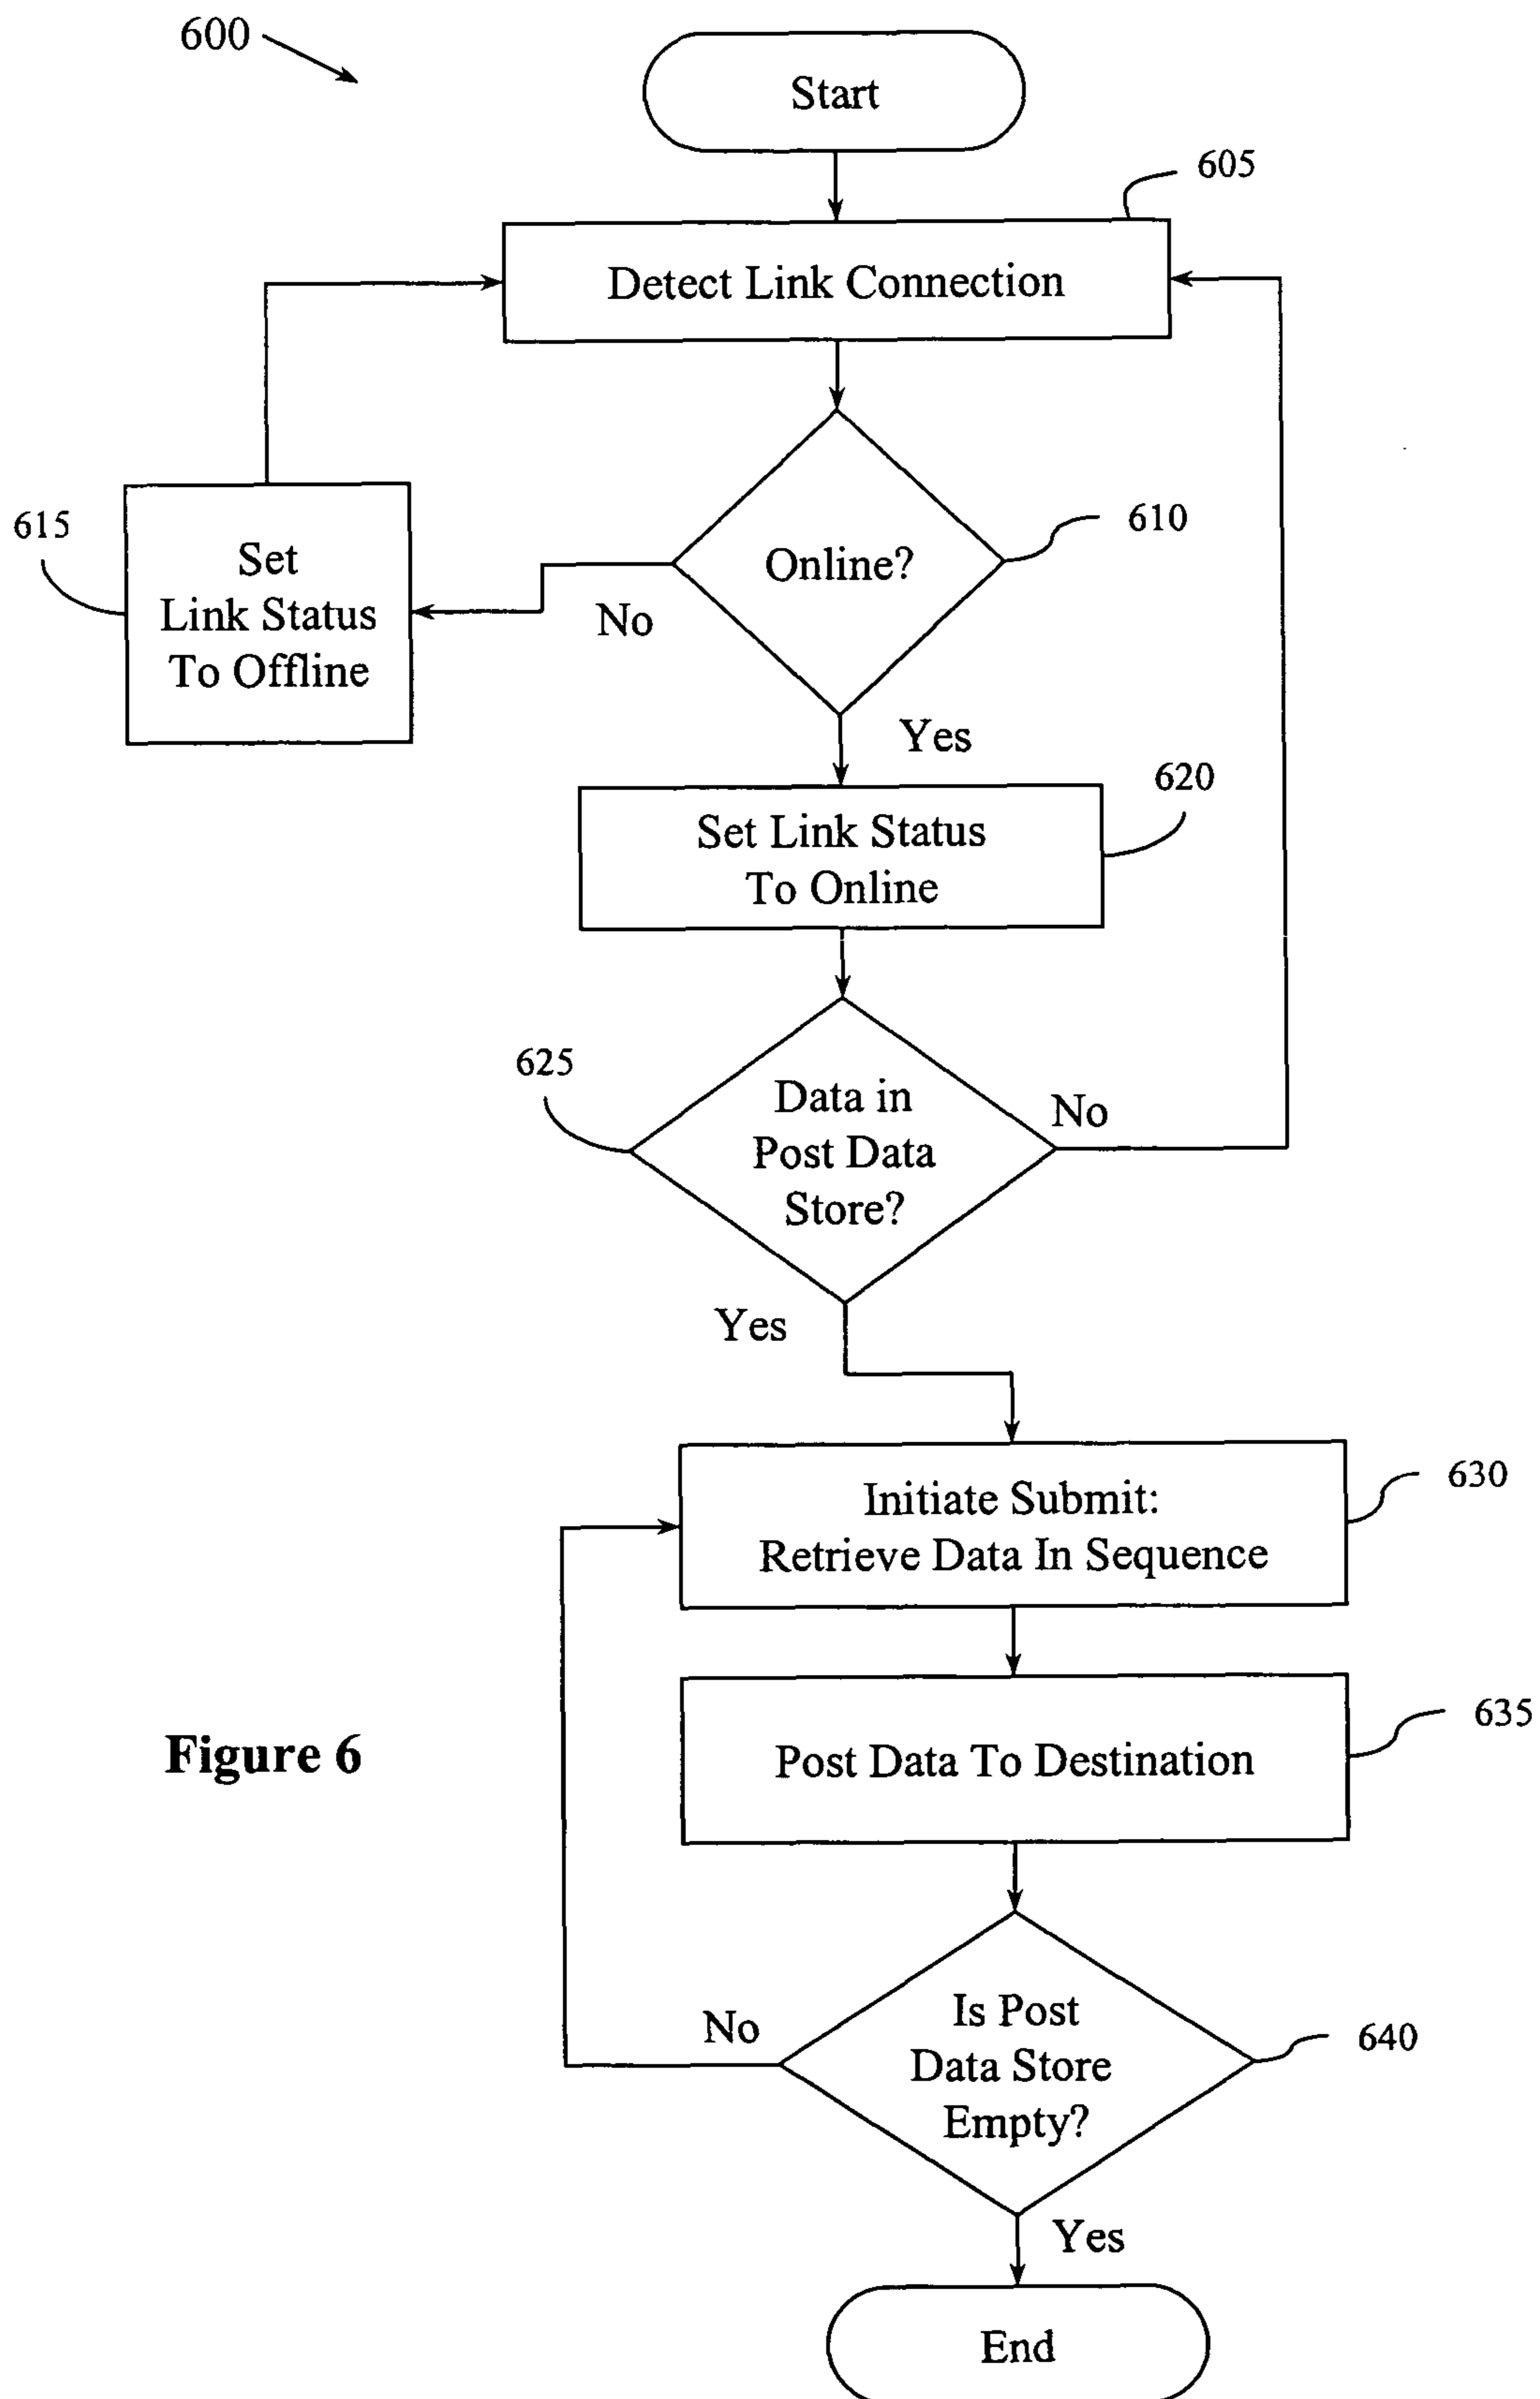 600
Start
605
Detect Link Connection
610
Online?
615
Set
Link Status
To Offline
No
Yes
620
Set Link Status
To Online
625
Data in
Post Data
Store?
No
Yes
630
Initiate Submit:
Retrieve Data In Sequence
635
Post Data To Destination
Figure 6
No
Is Post
Data Store
Empty?
640
Yes
End